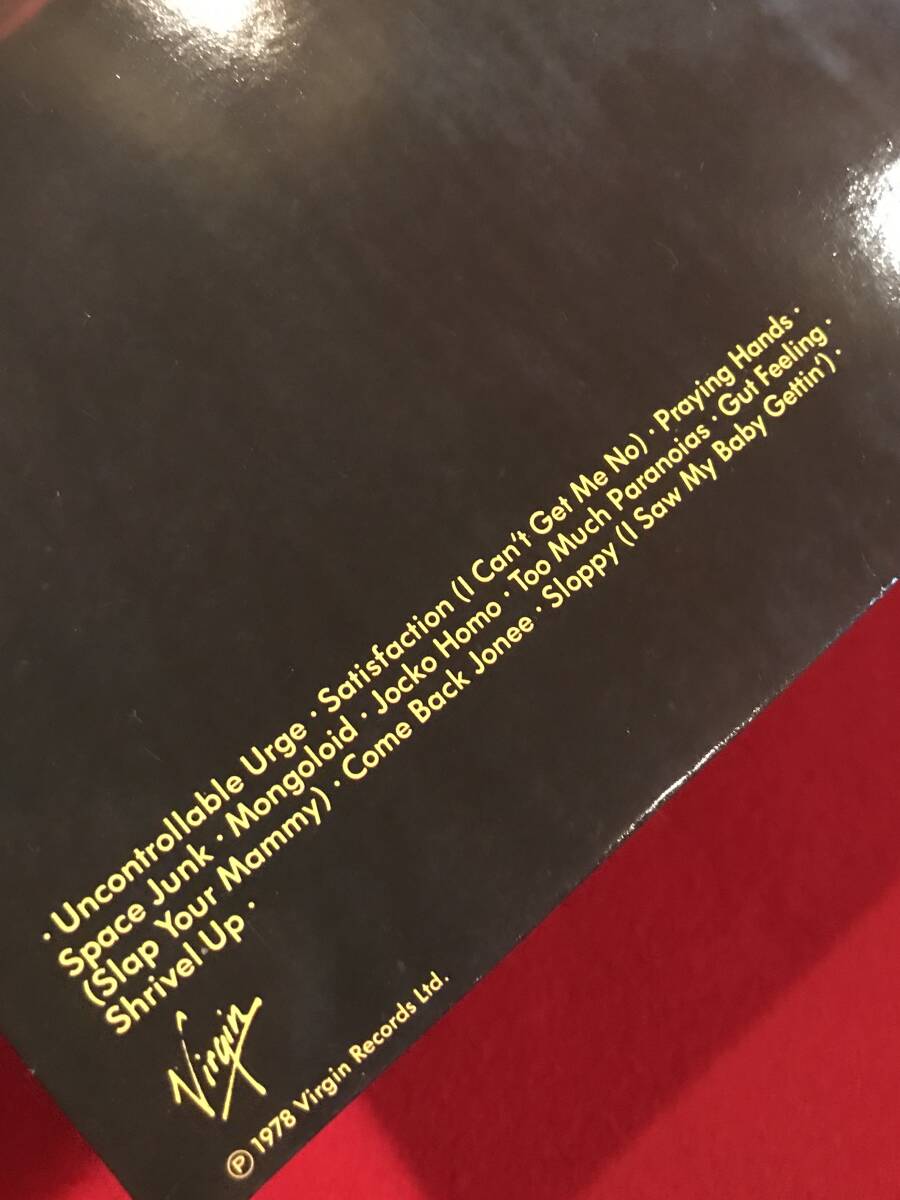 · Uncontrollable Urge · Satisfaction (I Can't Get Me No) · Praying Hands ·
Space Junk · Mongoloid · Jocko Homo · Too Much Paranoias · Gut Feeling ·
(Slap Your Mammy) · Come Back Jonee · Sloppy (I Saw My Baby Gettin') ·
Shrivel Up ·
Virgin
℗ 1978 Virgin Records Ltd.